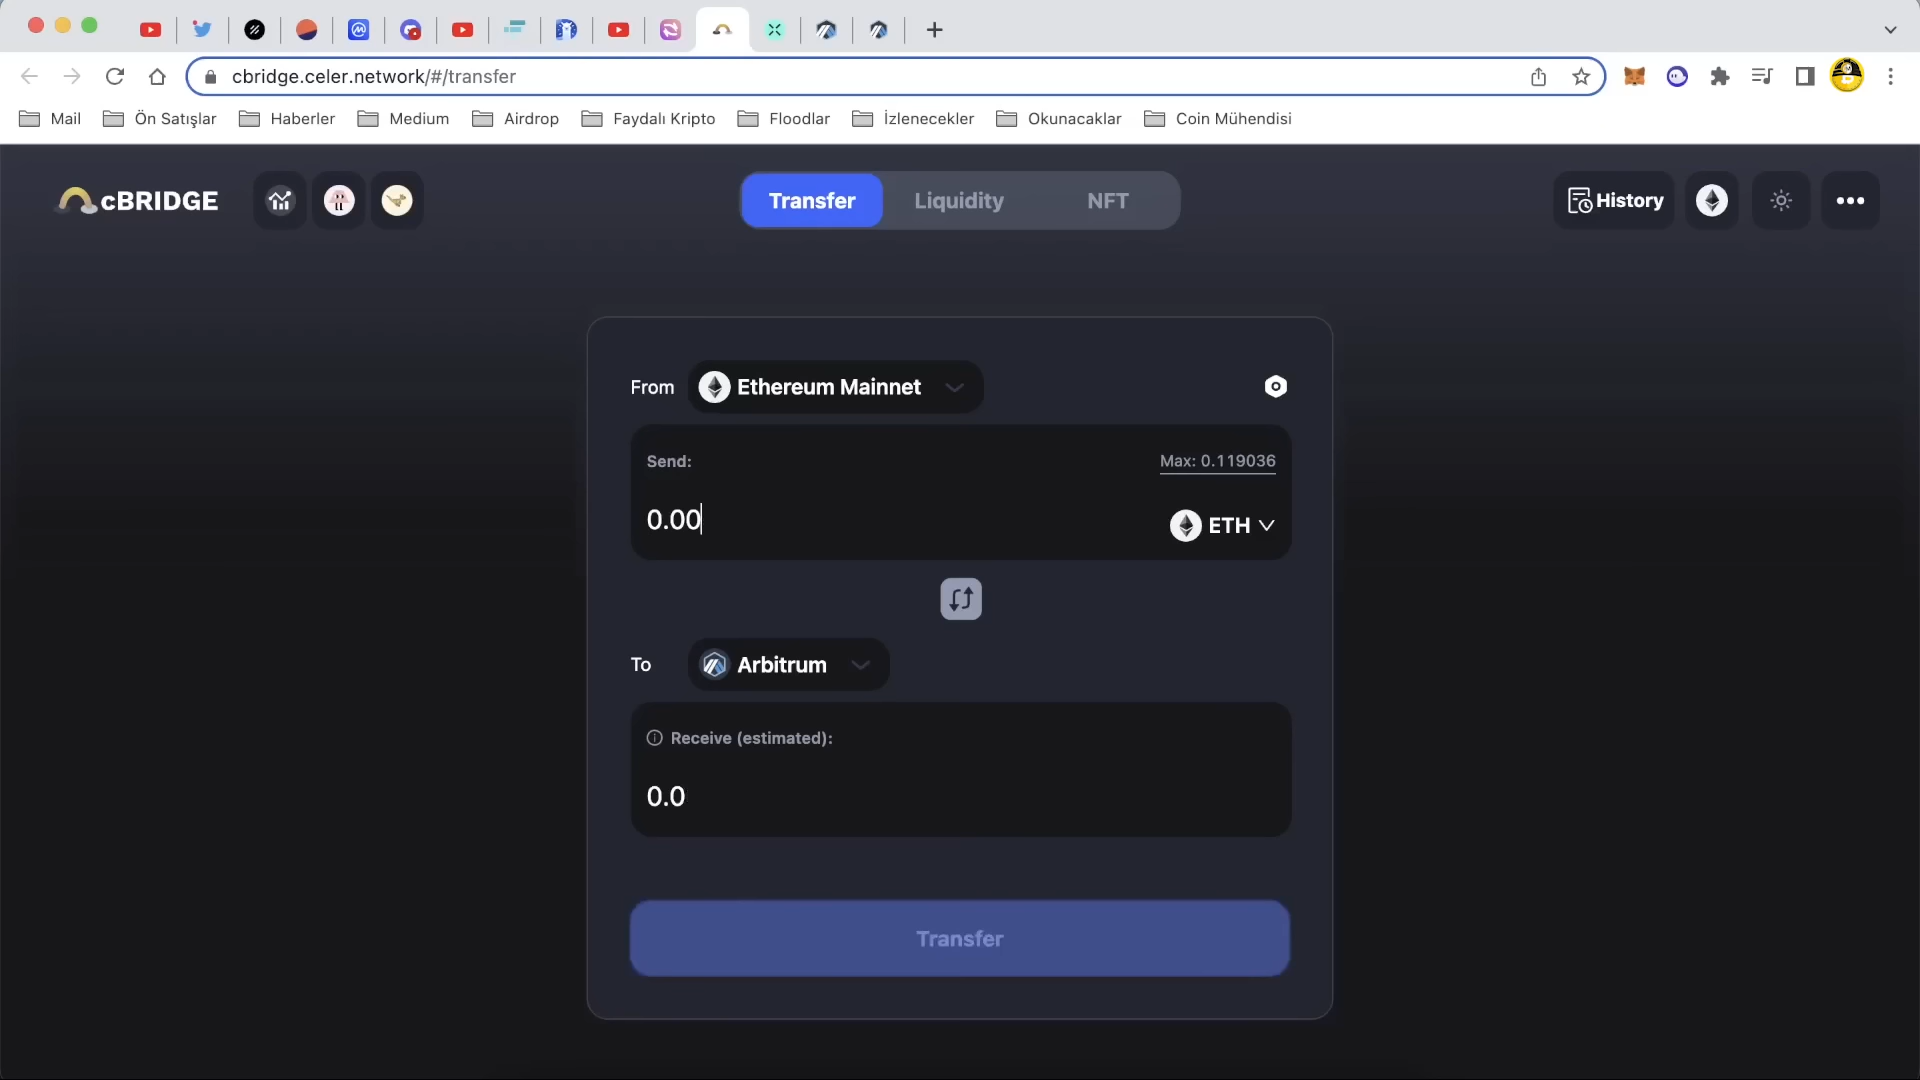 cbridge.celer.network/#/transfer
Mail
Ön Satışlar
Haberler
Medium
Airdrop
Faydalı Kripto
Floodlar
İzlenecekler
Okunacaklar
Coin Mühendisi
cBRIDGE
Transfer
Liquidity
NFT
History
From
Ethereum Mainnet
Send:
Max: 0.119036
0.00
ETH
To
Arbitrum
Receive (estimated):
0.0
Transfer